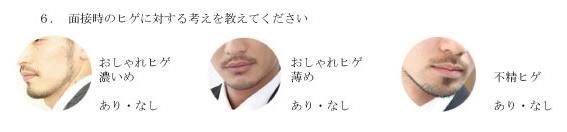 ６． 面接時のヒゲに対する考えを教えてください
おしゃれヒゲ
濃いめ
あり・なし
おしゃれヒゲ
薄め
あり・なし
不精ヒゲ
あり・なし